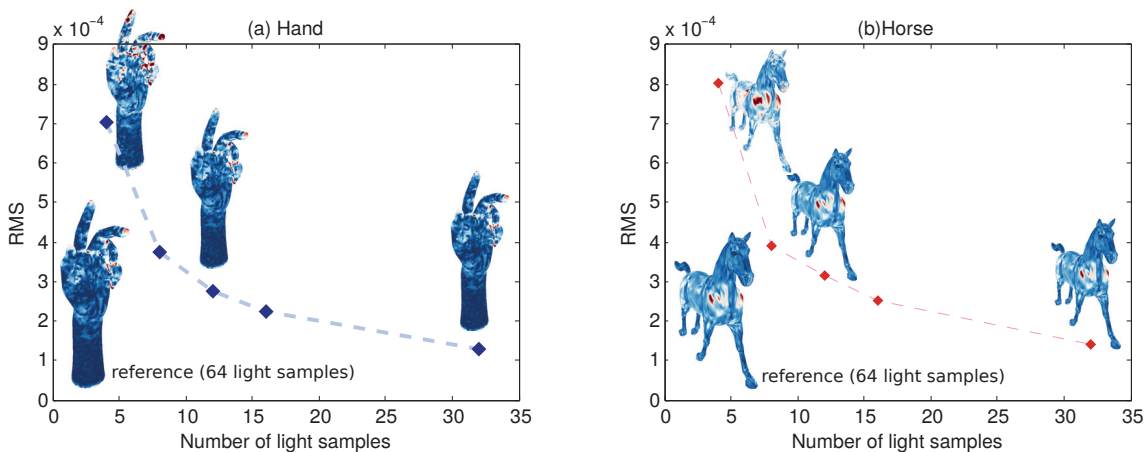 (a) Hand
x 10⁻⁴
9
8
7
6
5
4
3
2
1
0
RMS
reference (64 light samples)
0 5 10 15 20 25 30 35
Number of light samples
(b)Horse
x 10⁻⁴
9
8
7
6
5
4
3
2
1
0
RMS
reference (64 light samples)
0 5 10 15 20 25 30 35
Number of light samples